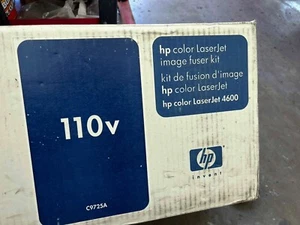 110v
C9725A
hp color LaserJet
image fuser kit
kit de fusion d'image
hp color LaserJet
hp color LaserJet 4600
hp
invent